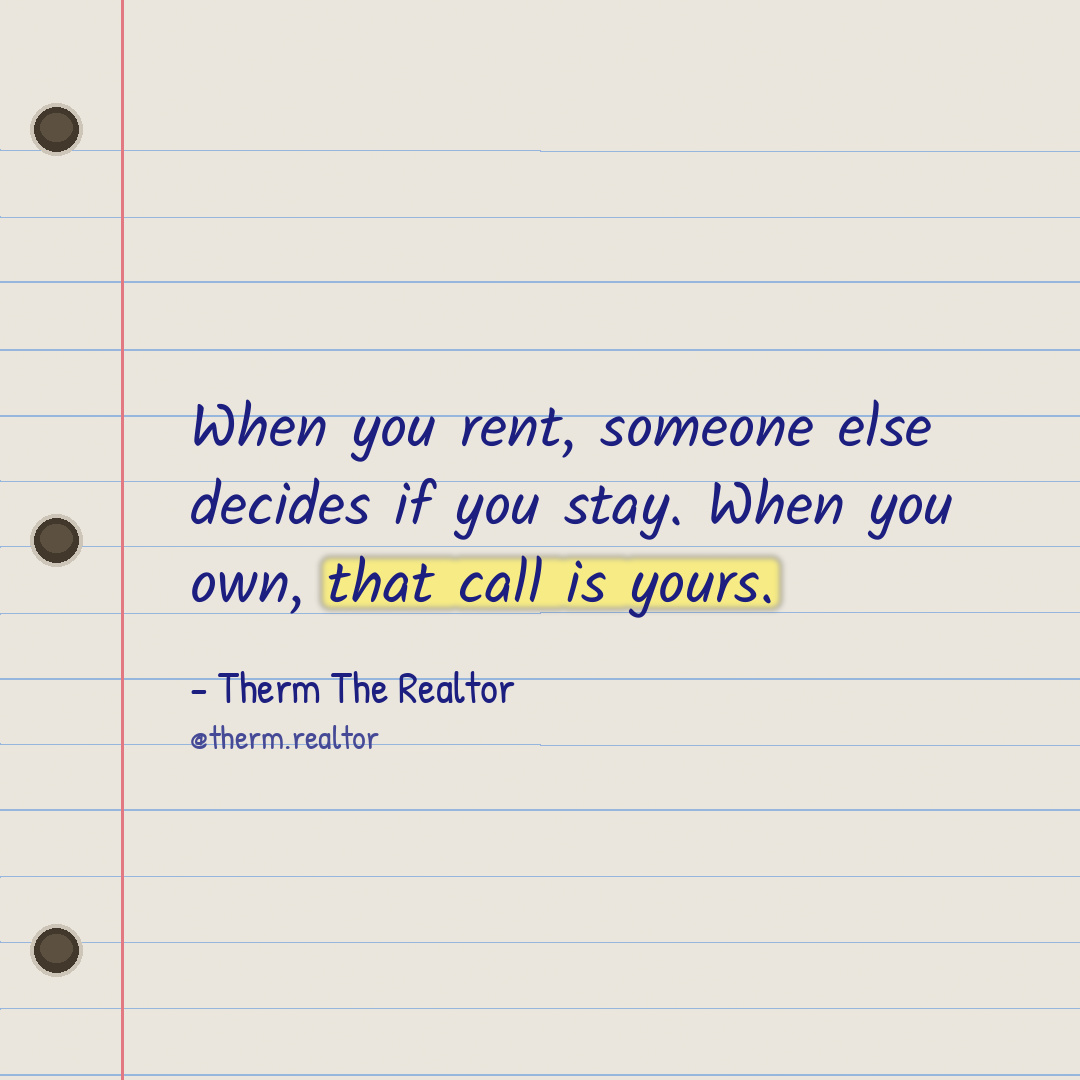 When you rent, someone else
decides if you stay. When you
own, that call is yours.
– Therm The Realtor
@therm.realtor